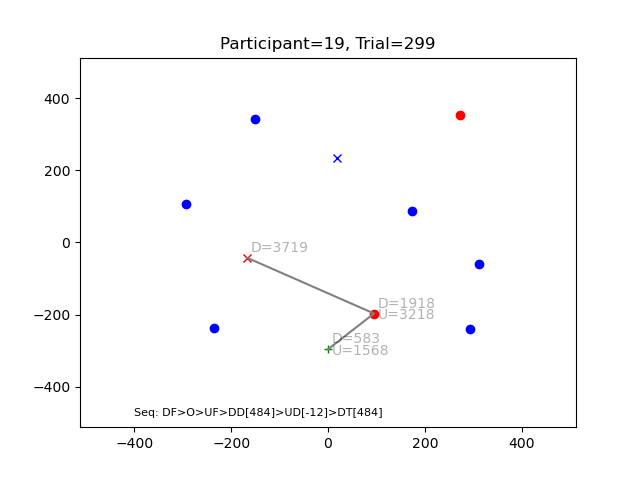 Participant=19, Trial=299
400
200
0
−200
−400
D=3719
D=1918
U=3218
D=583
U=1568
Seq: DF>O>UF>DD[484]>UD[-12]>DT[484]
−400
−200
0
200
400